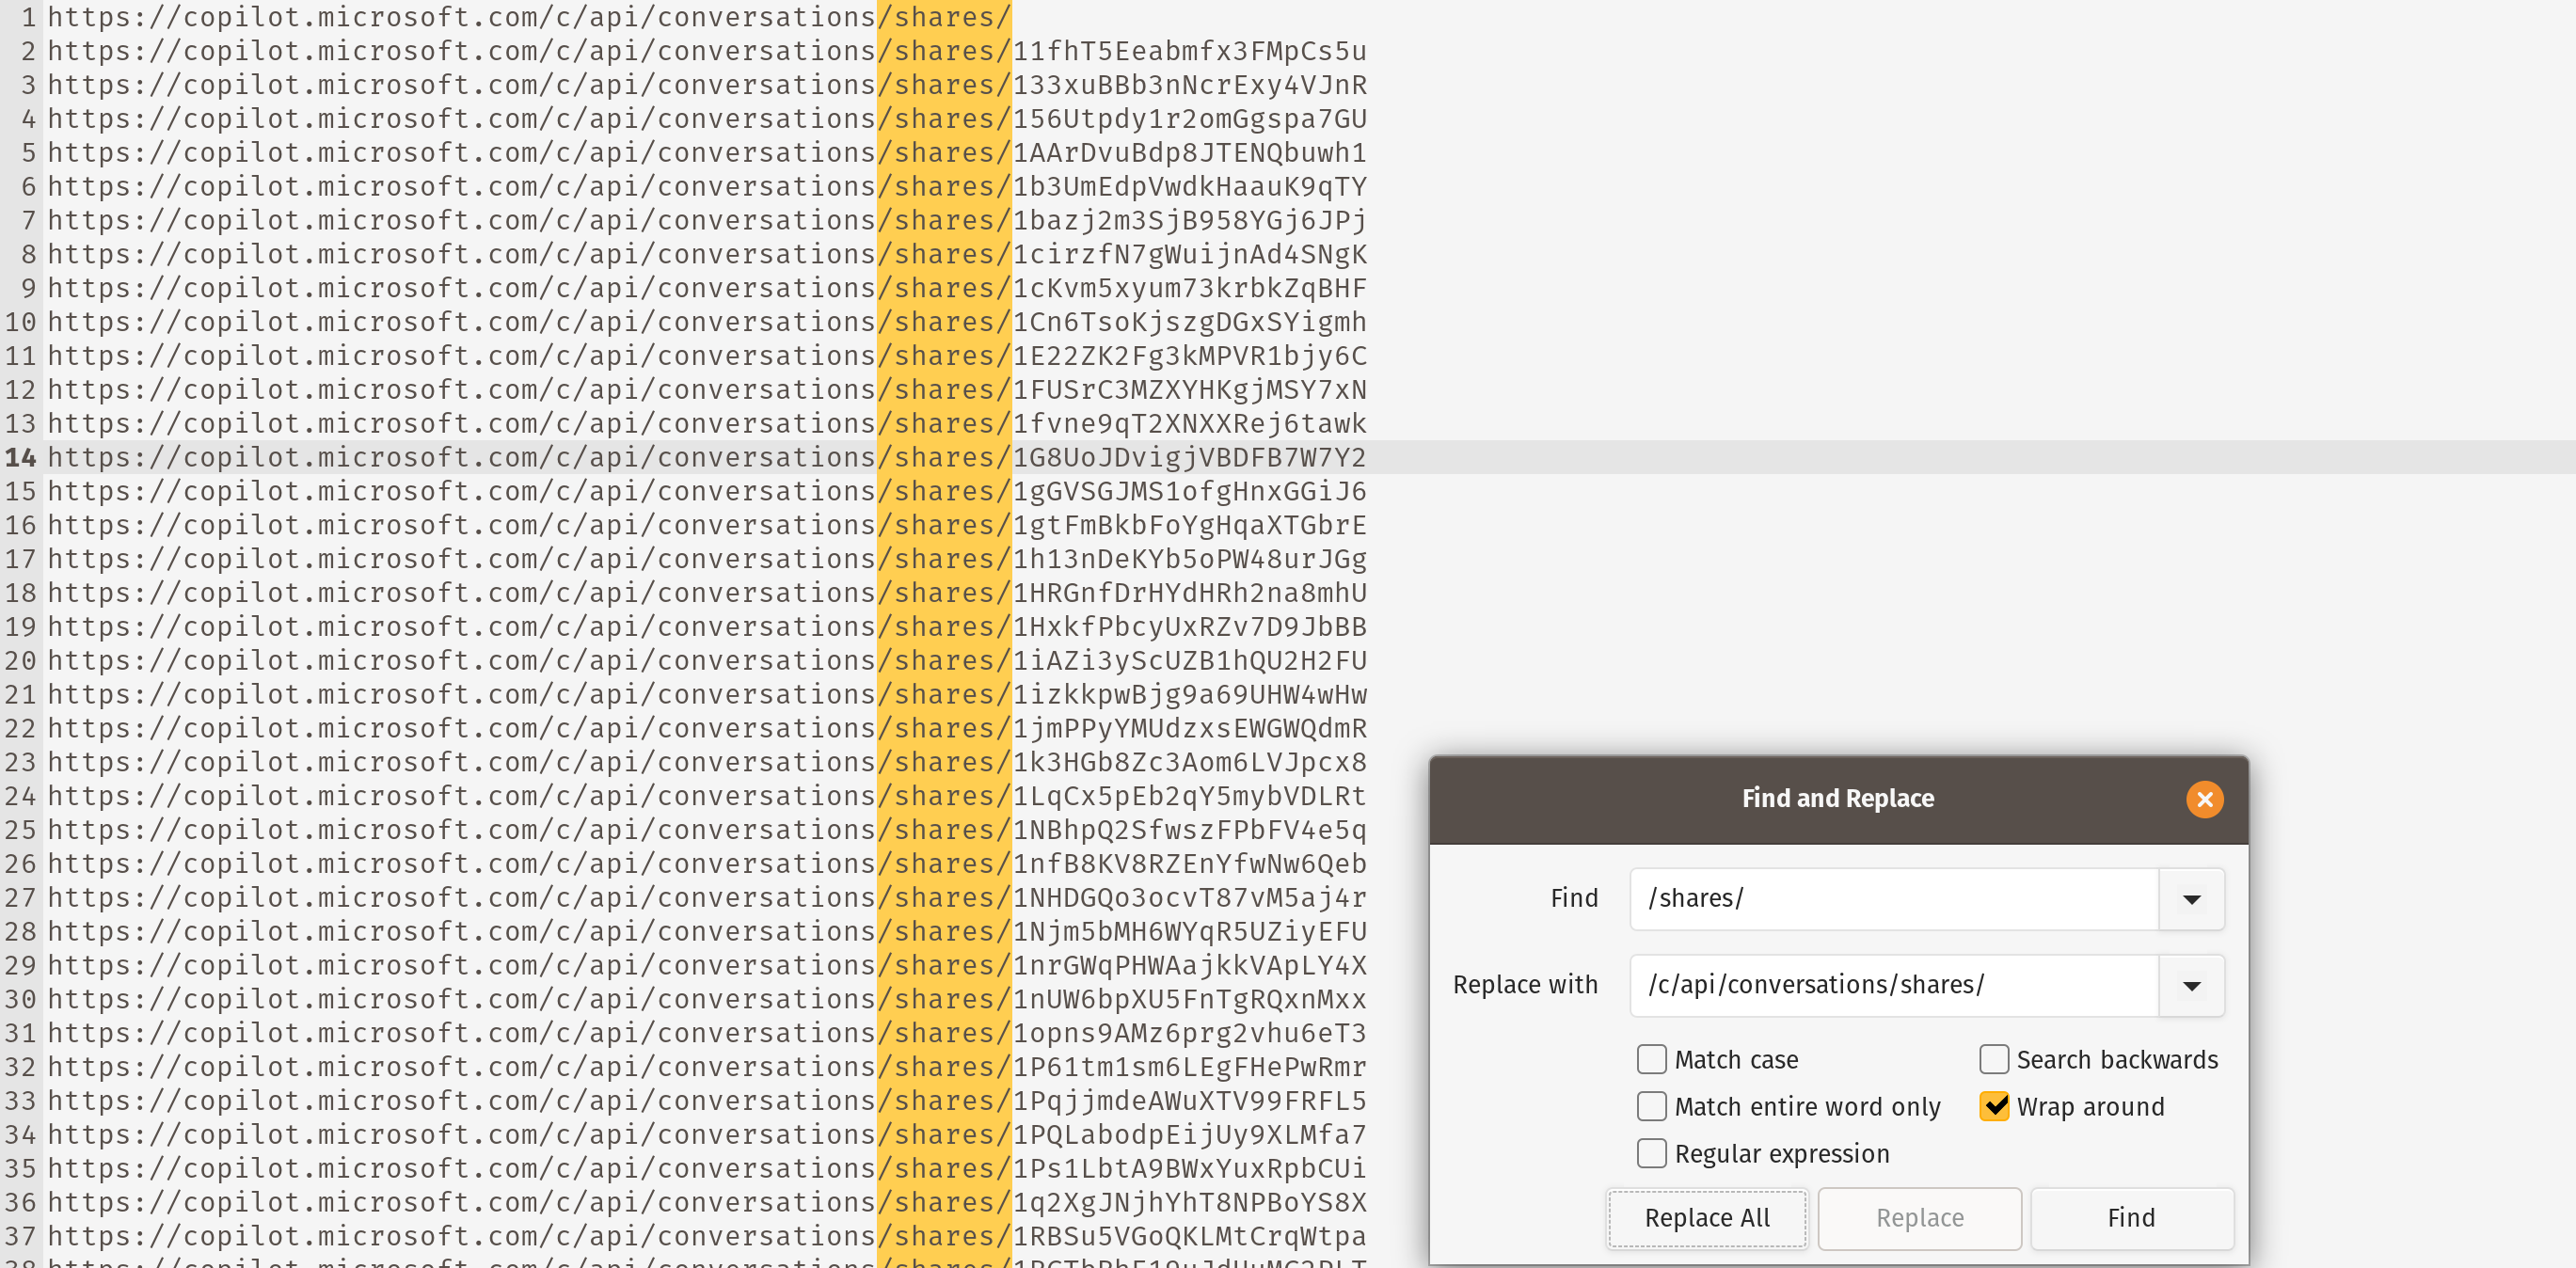 1 https://copilot.microsoft.com/c/api/conversations/shares/
2 https://copilot.microsoft.com/c/api/conversations/shares/11fhT5Eeabmfx3FMpCs5u
3 https://copilot.microsoft.com/c/api/conversations/shares/133xuBBb3nNcrExy4VJnR
4 https://copilot.microsoft.com/c/api/conversations/shares/156Utpdy1r2omGgspa7GU
5 https://copilot.microsoft.com/c/api/conversations/shares/1AArDvuBdp8JTENQbuwh1
6 https://copilot.microsoft.com/c/api/conversations/shares/1b3UmEdpVwdkHaauK9qTY
7 https://copilot.microsoft.com/c/api/conversations/shares/1bazj2m3SjB958YGj6JPj
8 https://copilot.microsoft.com/c/api/conversations/shares/1cirzfN7gWuijnAd4SNgK
9 https://copilot.microsoft.com/c/api/conversations/shares/1cKvm5xyum73krbkZqBHF
10 https://copilot.microsoft.com/c/api/conversations/shares/1Cn6TsoKjszgDGxSYigmh
11 https://copilot.microsoft.com/c/api/conversations/shares/1E22ZK2Fg3kMPVR1bjy6C
12 https://copilot.microsoft.com/c/api/conversations/shares/1FUSrC3MZXYHKgjMSY7xN
13 https://copilot.microsoft.com/c/api/conversations/shares/1fvne9qT2XNXXRej6tawk
14 https://copilot.microsoft.com/c/api/conversations/shares/1G8UoJDvigjVBDFB7W7Y2
15 https://copilot.microsoft.com/c/api/conversations/shares/1gGVSGJMS1ofgHnxGGiJ6
16 https://copilot.microsoft.com/c/api/conversations/shares/1gtFmBkbFoYgHqaXTGbrE
17 https://copilot.microsoft.com/c/api/conversations/shares/1h13nDeKYb5oPW48urJGg
18 https://copilot.microsoft.com/c/api/conversations/shares/1HRGnfDrHYdHRh2na8mhU
19 https://copilot.microsoft.com/c/api/conversations/shares/1HxkfPbcyUxRZv7D9JbBB
20 https://copilot.microsoft.com/c/api/conversations/shares/1iAZi3yScUZB1hQU2H2FU
21 https://copilot.microsoft.com/c/api/conversations/shares/1izkkpwBjg9a69UHW4wHw
22 https://copilot.microsoft.com/c/api/conversations/shares/1jmPPyYMUdzxsEWGWQdmR
23 https://copilot.microsoft.com/c/api/conversations/shares/1k3HGb8Zc3Aom6LVJpcx8
24 https://copilot.microsoft.com/c/api/conversations/shares/1LqCx5pEb2qY5mybVDLRt
25 https://copilot.microsoft.com/c/api/conversations/shares/1NBhpQ2SfwszFPbFV4e5q
26 https://copilot.microsoft.com/c/api/conversations/shares/1nfB8KV8RZEnYfwNw6Qeb
27 https://copilot.microsoft.com/c/api/conversations/shares/1NHDGQo3ocvT87vM5aj4r
28 https://copilot.microsoft.com/c/api/conversations/shares/1Njm5bMH6WYqR5UZiyEFU
29 https://copilot.microsoft.com/c/api/conversations/shares/1nrGWqPHWAajkkVApLY4X
30 https://copilot.microsoft.com/c/api/conversations/shares/1nUW6bpXU5FnTgRQxnMxx
31 https://copilot.microsoft.com/c/api/conversations/shares/1opns9AMz6prg2vhu6eT3
32 https://copilot.microsoft.com/c/api/conversations/shares/1P61tm1sm6LEgFHePwRmr
33 https://copilot.microsoft.com/c/api/conversations/shares/1PqjjmdeAWuXTV99FRFL5
34 https://copilot.microsoft.com/c/api/conversations/shares/1PQLabodpEijUy9XLMfa7
35 https://copilot.microsoft.com/c/api/conversations/shares/1Ps1LbtA9BWxYuxRpbCUi
36 https://copilot.microsoft.com/c/api/conversations/shares/1q2XgJNjhYhT8NPBoYS8X
37 https://copilot.microsoft.com/c/api/conversations/shares/1RBSu5VGoQKLMtCrqWtpa
Find and Replace
Find /shares/
Replace with /c/api/conversations/shares/
Match case Search backwards
Match entire word only Wrap around
Regular expression
Replace All Replace Find